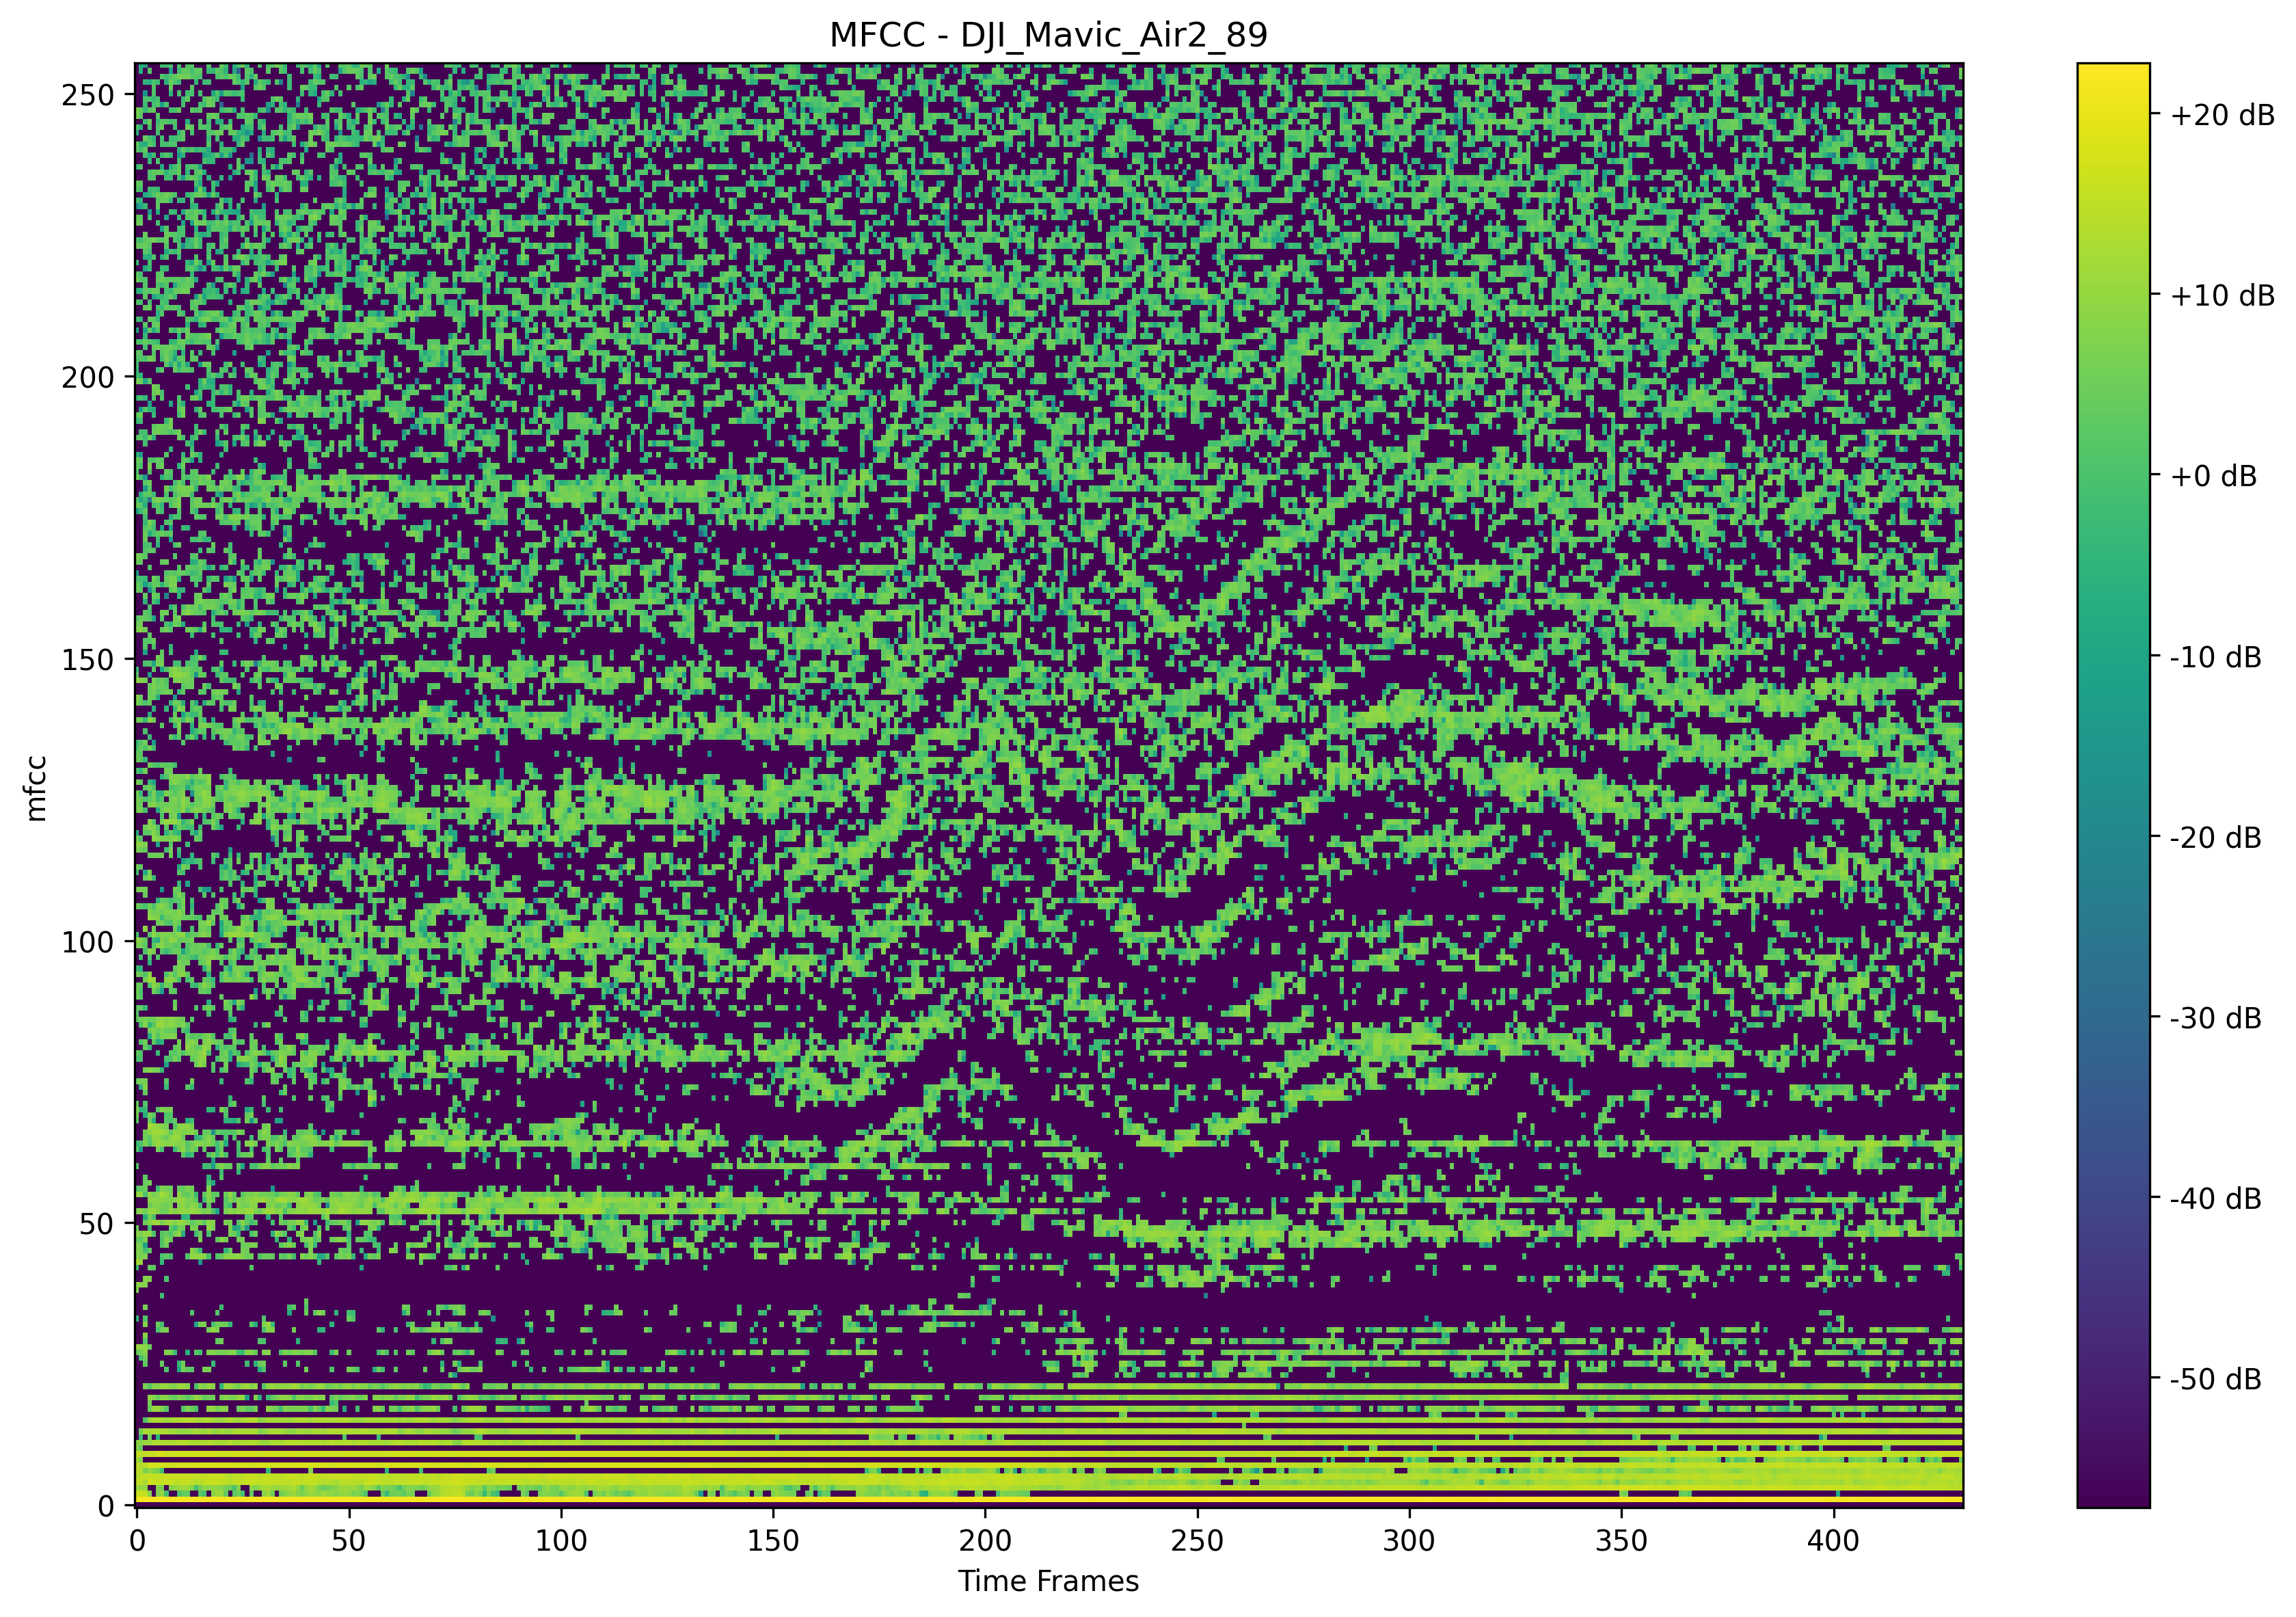 MFCC - DJI_Mavic_Air2_89
250
200
150
100
50
0
mfcc
0 50 100 150 200 250 300 350 400
Time Frames
+20 dB
+10 dB
+0 dB
-10 dB
-20 dB
-30 dB
-40 dB
-50 dB